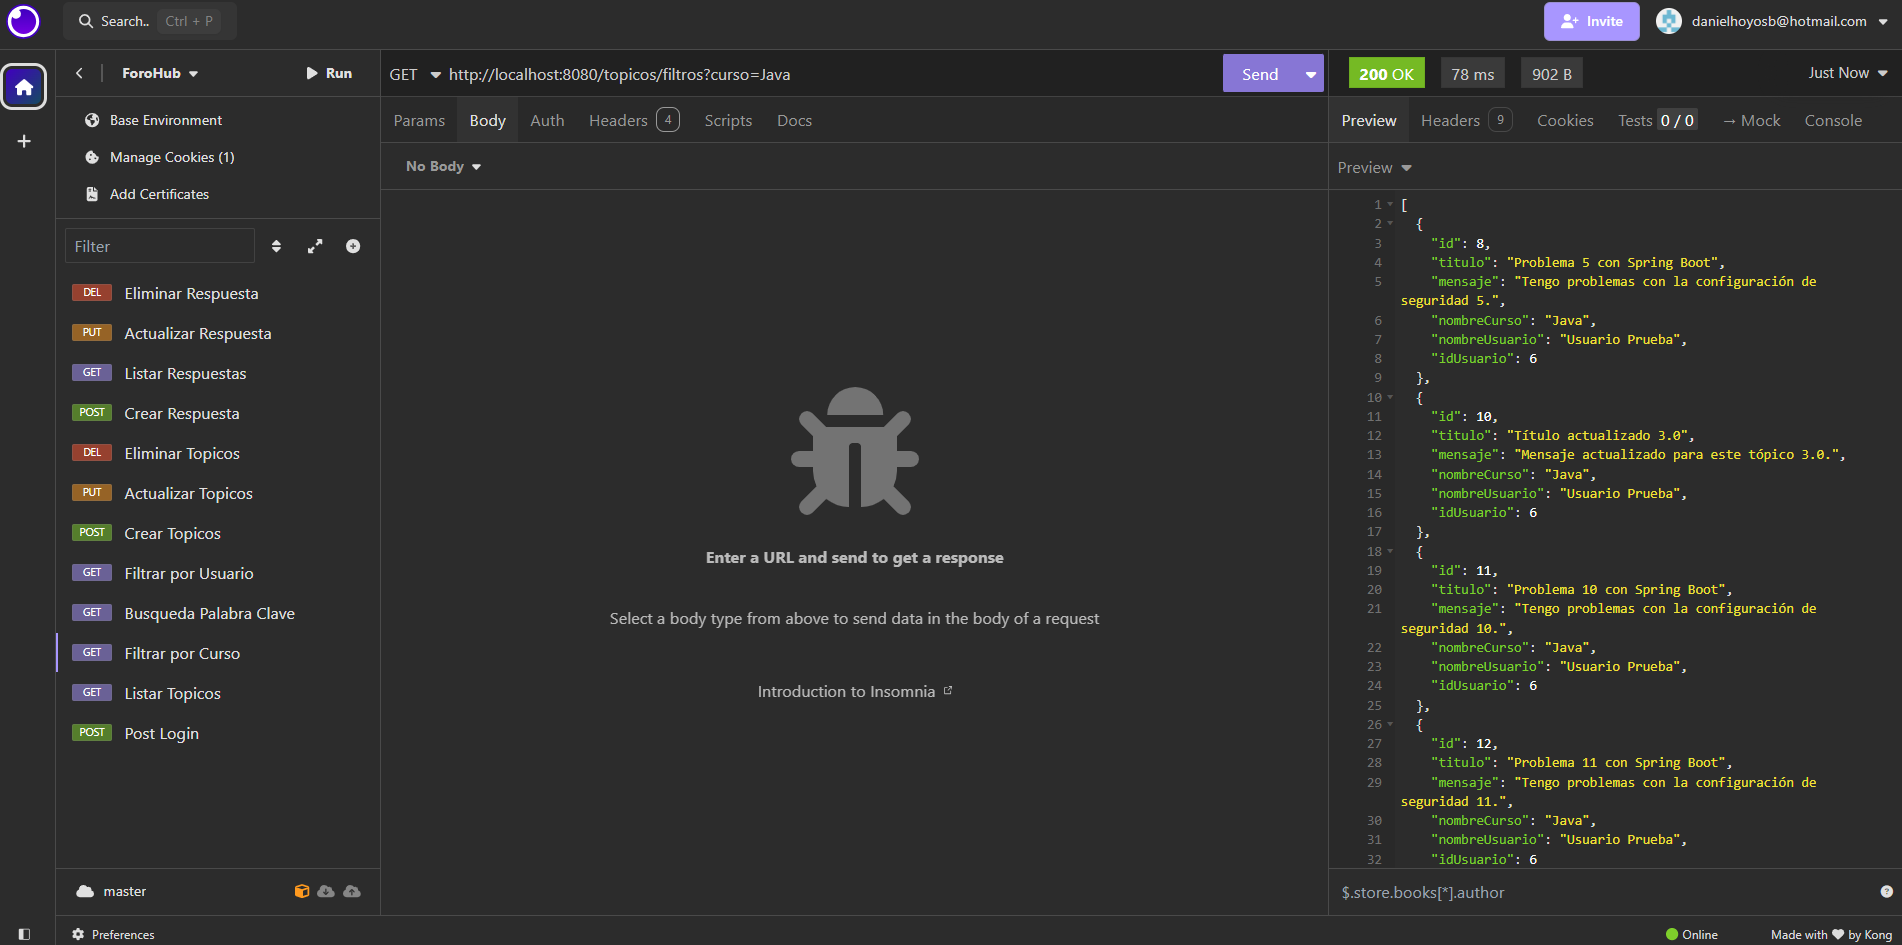 Search.. Ctrl + P
Invite
danielhoyosb@hotmail.com
ForoHub
Run
Base Environment
Manage Cookies (1)
Add Certificates
Filter
DEL Eliminar Respuesta
PUT Actualizar Respuesta
GET Listar Respuestas
POST Crear Respuesta
DEL Eliminar Topicos
PUT Actualizar Topicos
POST Crear Topicos
GET Filtrar por Usuario
GET Busqueda Palabra Clave
GET Filtrar por Curso
GET Listar Topicos
POST Post Login
master
Preferences
GET http://localhost:8080/topicos/filtros?curso=Java
Send
Params Body Auth Headers 4 Scripts Docs
No Body
Enter a URL and send to get a response
Select a body type from above to send data in the body of a request
Introduction to Insomnia
200 OK 78 ms 902 B
Just Now
Preview Headers 9 Cookies Tests 0 / 0 → Mock Console
Preview
1 [
2 {
3 "id": 8,
4 "titulo": "Problema 5 con Spring Boot",
5 "mensaje": "Tengo problemas con la configuración de
seguridad 5.",
6 "nombreCurso": "Java",
7 "nombreUsuario": "Usuario Prueba",
8 "idUsuario": 6
9 },
10 {
11 "id": 10,
12 "titulo": "Título actualizado 3.0",
13 "mensaje": "Mensaje actualizado para este tópico 3.0.",
14 "nombreCurso": "Java",
15 "nombreUsuario": "Usuario Prueba",
16 "idUsuario": 6
17 },
18 {
19 "id": 11,
20 "titulo": "Problema 10 con Spring Boot",
21 "mensaje": "Tengo problemas con la configuración de
seguridad 10.",
22 "nombreCurso": "Java",
23 "nombreUsuario": "Usuario Prueba",
24 "idUsuario": 6
25 },
26 {
27 "id": 12,
28 "titulo": "Problema 11 con Spring Boot",
29 "mensaje": "Tengo problemas con la configuración de
seguridad 11.",
30 "nombreCurso": "Java",
31 "nombreUsuario": "Usuario Prueba",
32 "idUsuario": 6
$.store.books[*].author
Online
Made with ♥ by Kong